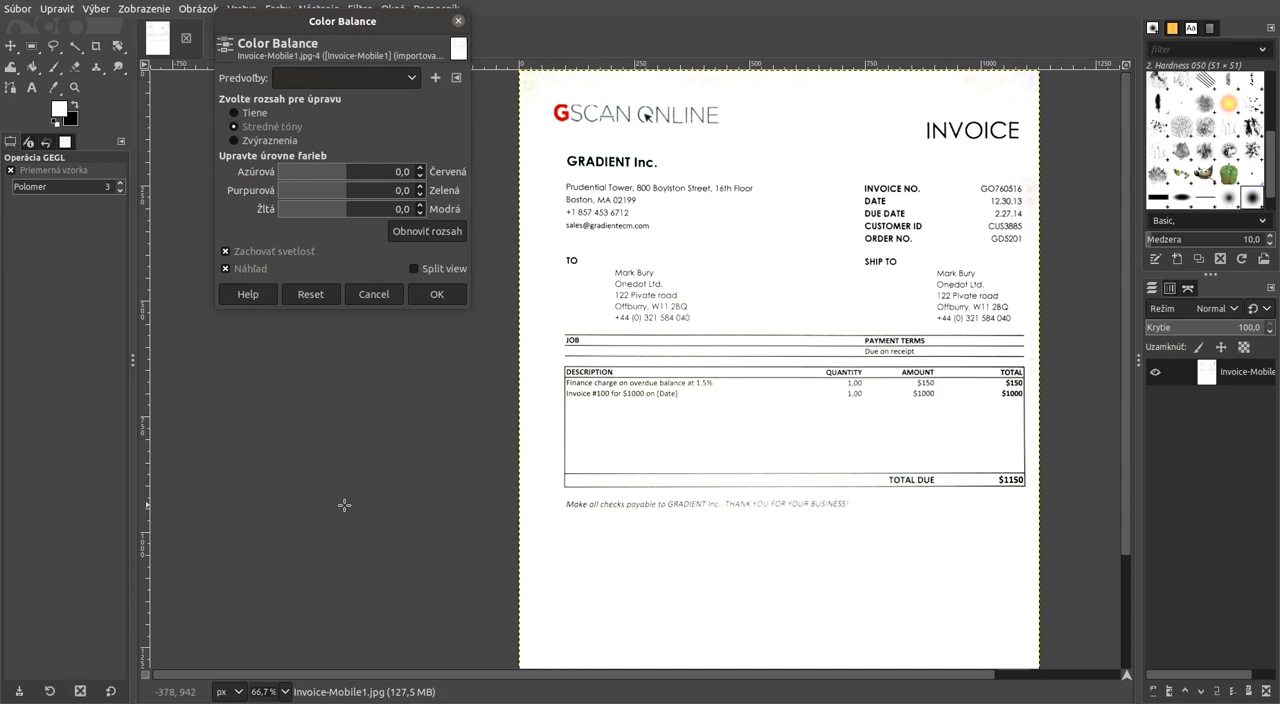 Súbor Upraviť Výber Zobrazenie Obrázok
Color Balance
Color Balance
[Invoice-Mobile1].jpg-4 ([Invoice-Mobile1] (importova…
Predvoľby:
Zvoľte rozsah pre úpravu
Tiene
Stredné tóny
Zvýraznenia
Upravte úrovne farieb
Azúrová 0,0 Červená
Purpurová 0,0 Zelená
Žltá 0,0 Modrá
Obnoviť rozsah
Zachovať svetlosť
Náhľad
Split view
Help Reset Cancel OK
Operácia GEGL
Priemerná vzorka
Polomer 3
-750 0 250 500 750 1000 1250
GSCAN ONLINE
INVOICE
GRADIENT Inc.
Prudential Tower, 800 Boylston Street, 16th Floor
Boston, MA 02199
+1 857 453 6712
sales@gradientecm.com
INVOICE NO. GO760516
DATE 12.30.13
DUE DATE 2.27.14
CUSTOMER ID CUS3885
ORDER NO. GD5201
TO
Mark Bury
Onedot Ltd.
122 Pivate road
Offburry, W11 2BQ
+44 (0) 321 584 040
SHIP TO
Mark Bury
Onedot Ltd.
122 Pivate road
Offburry, W11 2BQ
+44 (0) 321 584 040
JOB PAYMENT TERMS
Due on receipt
DESCRIPTION QUANTITY AMOUNT TOTAL
Finance charge on overdue balance at 1.5% 1,00 $150 $150
Invoice #100 for $1000 on [Date] 1,00 $1000 $1000
TOTAL DUE $1150
Make all checks payable to GRADIENT Inc. THANK YOU FOR YOUR BUSINESS!
filter
2. Hardness 050 (51 × 51)
Basic,
Medzera 10,0
Režim Normal
Krytie 100,0
Uzamknúť:
Invoice-Mobile
-378, 942 px 66,7 % Invoice-Mobile1.jpg (127,5 MB)